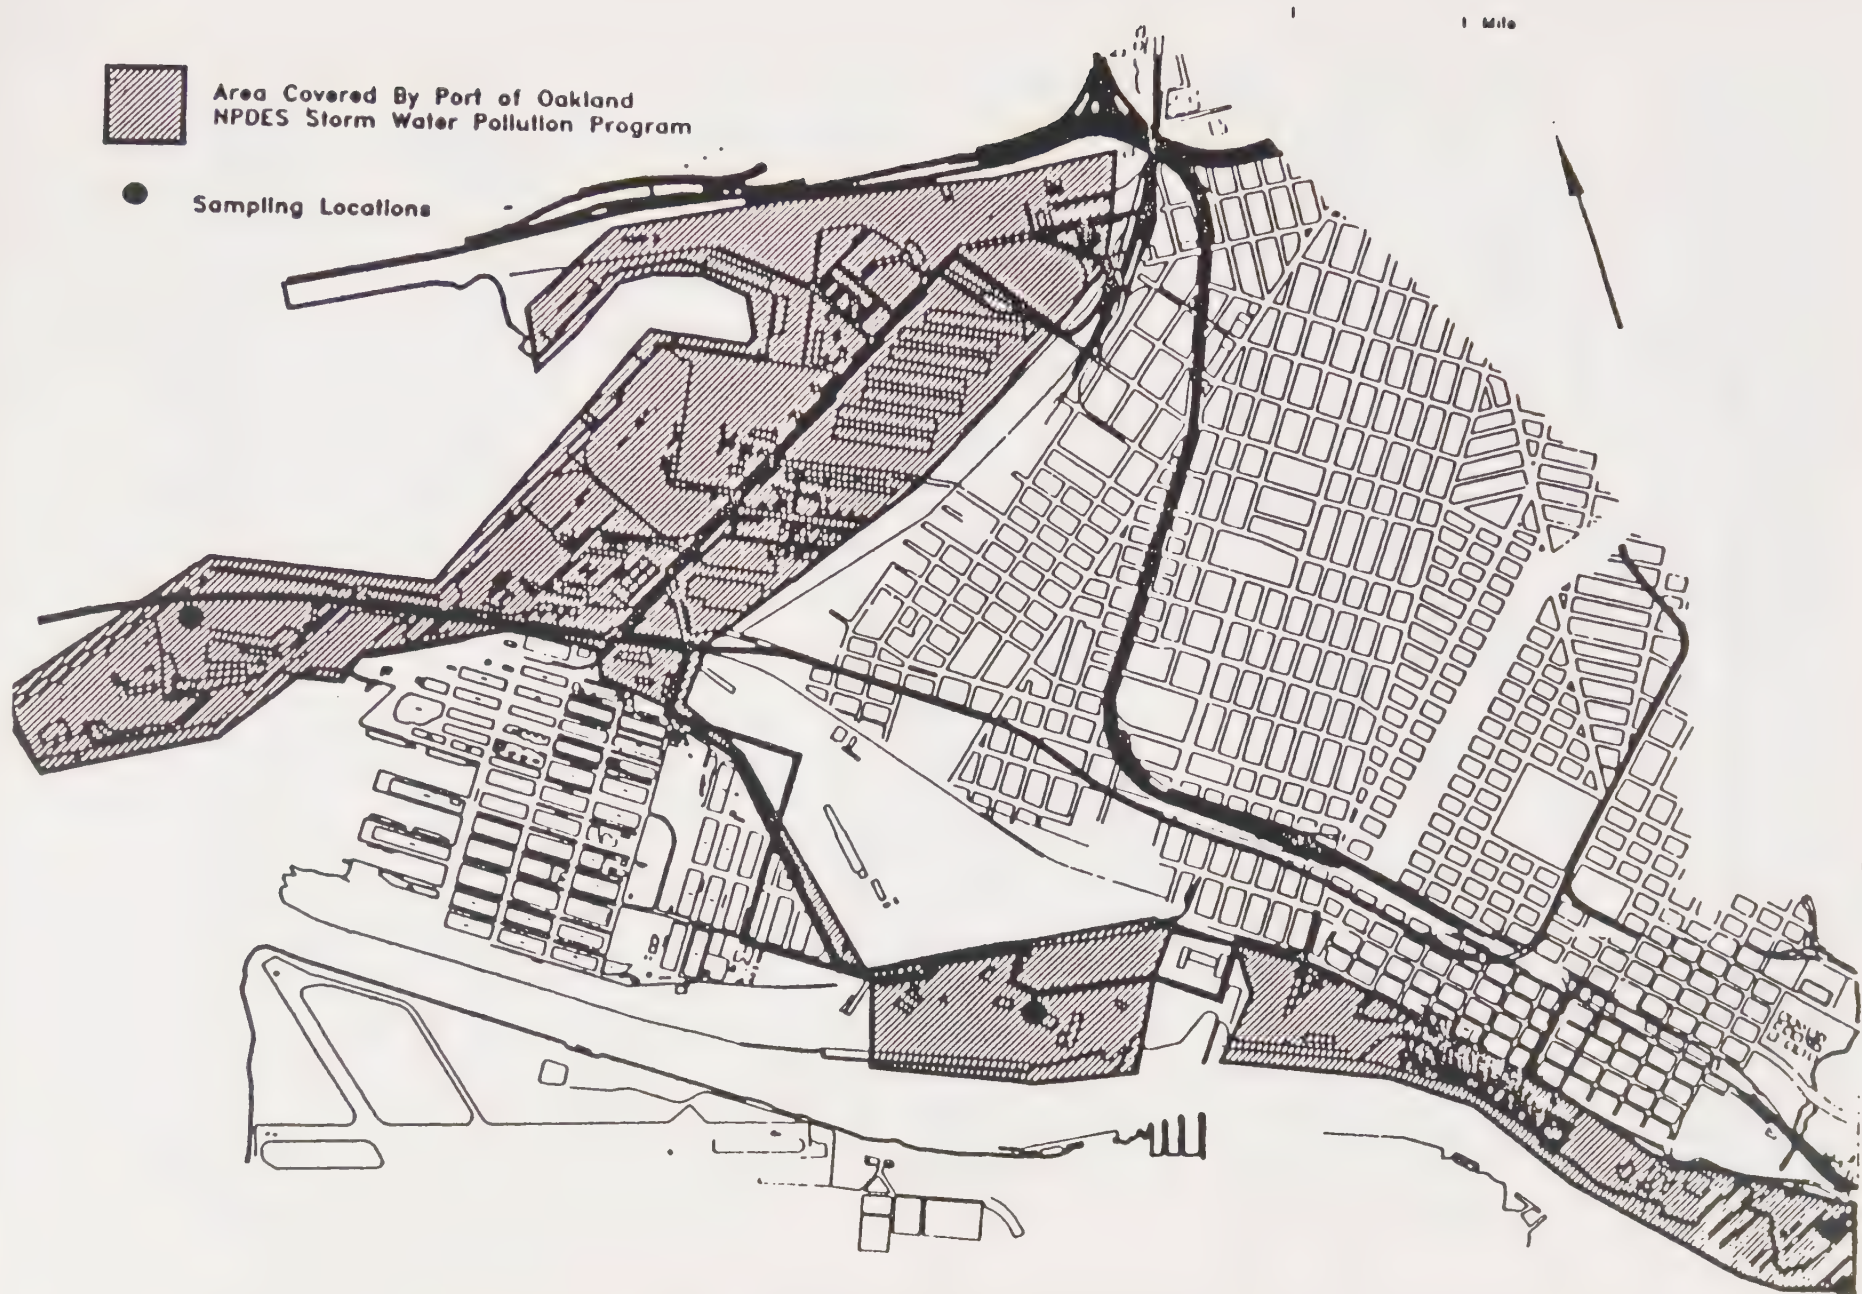 1 Mile
Area Covered By Port of Oakland
NPDES Storm Water Pollution Program
Sampling Locations